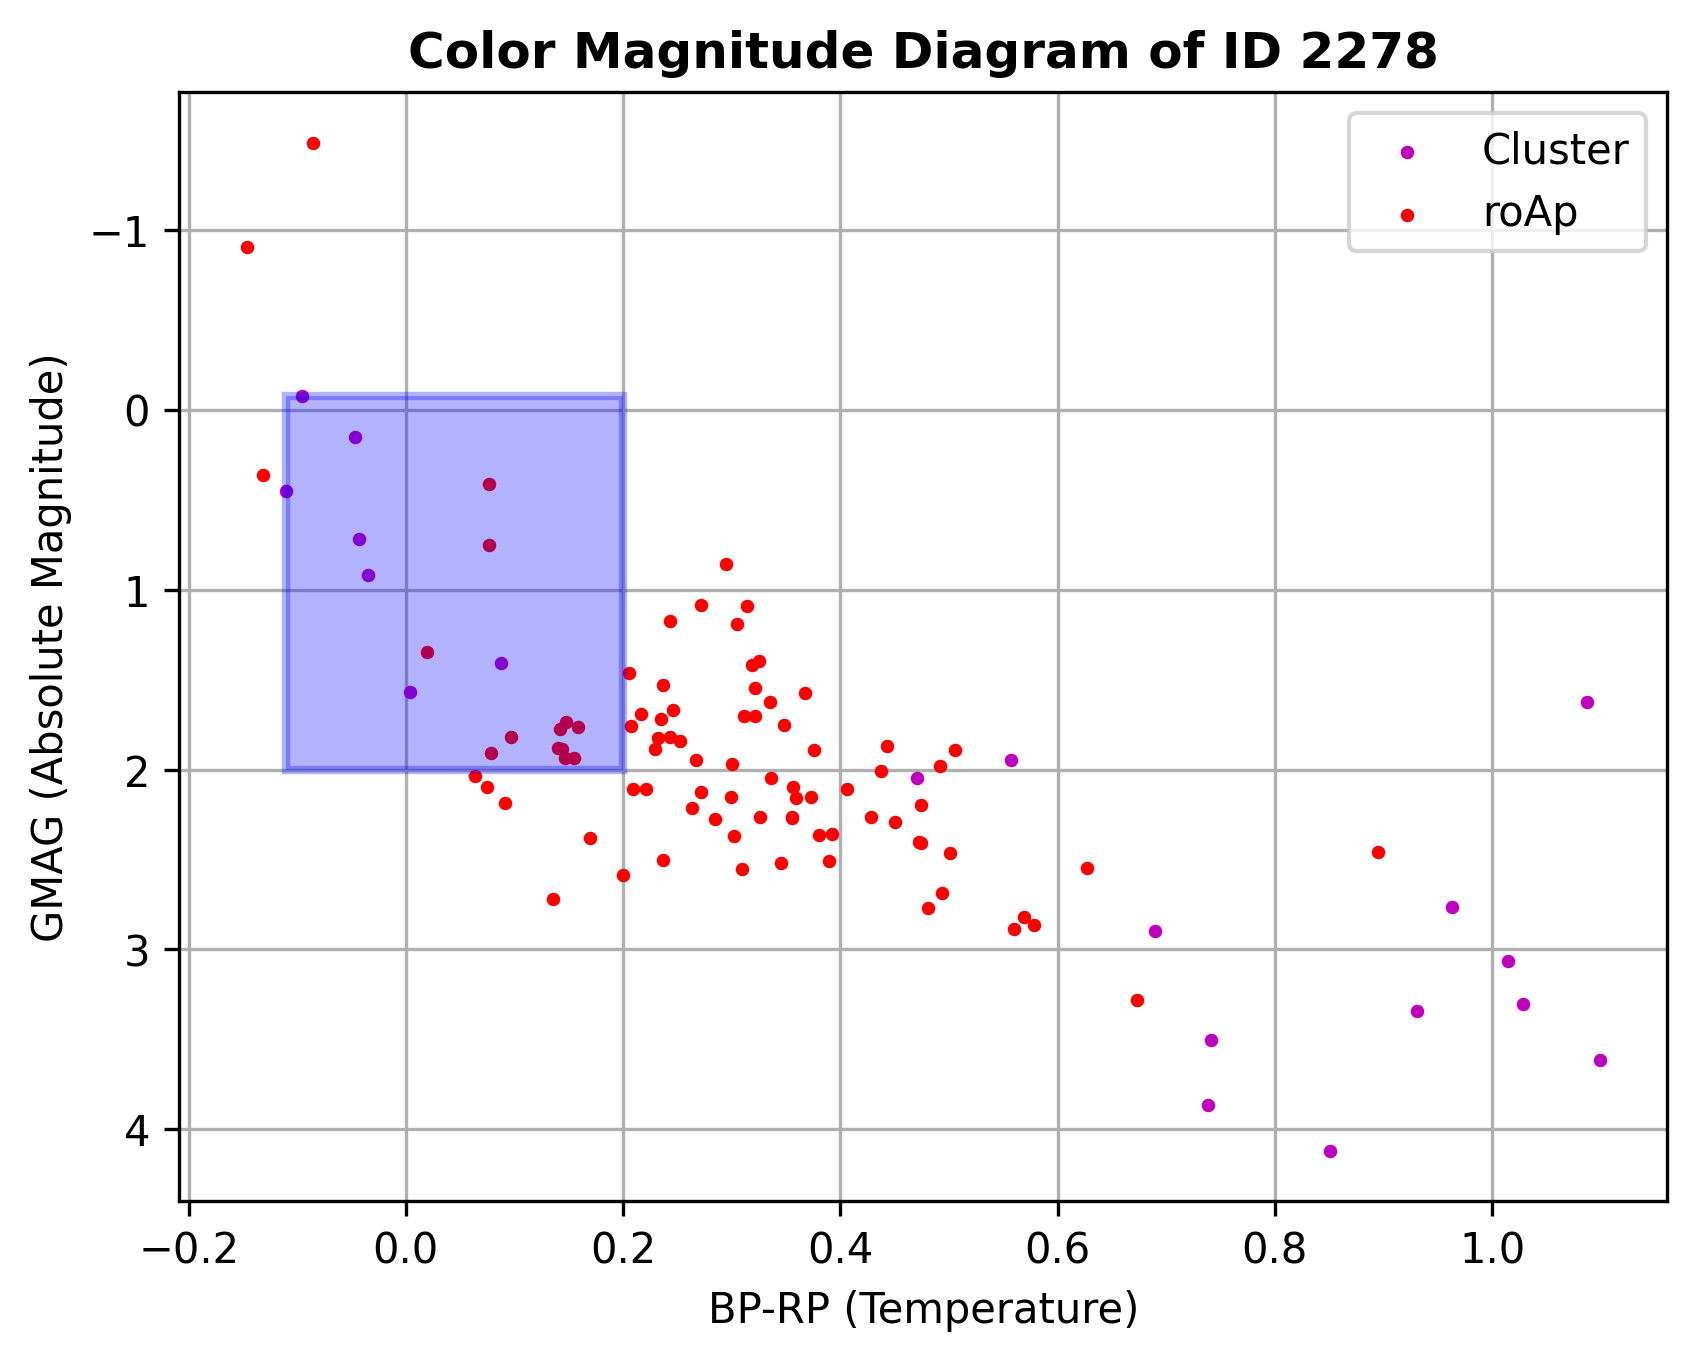 Color Magnitude Diagram of ID 2278
Cluster
roAp
GMAG (Absolute Magnitude)
−1
0
1
2
3
4
−0.2 0.0 0.2 0.4 0.6 0.8 1.0
BP-RP (Temperature)